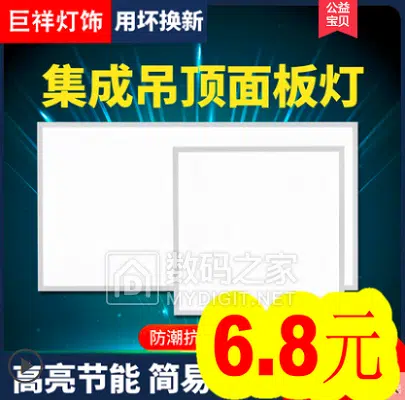 巨祥灯饰 用坏换新
公益
宝贝
集成吊顶面板灯
数码之家
MYDIGIT.NET
防潮抗
6.8元
高亮节能 简易